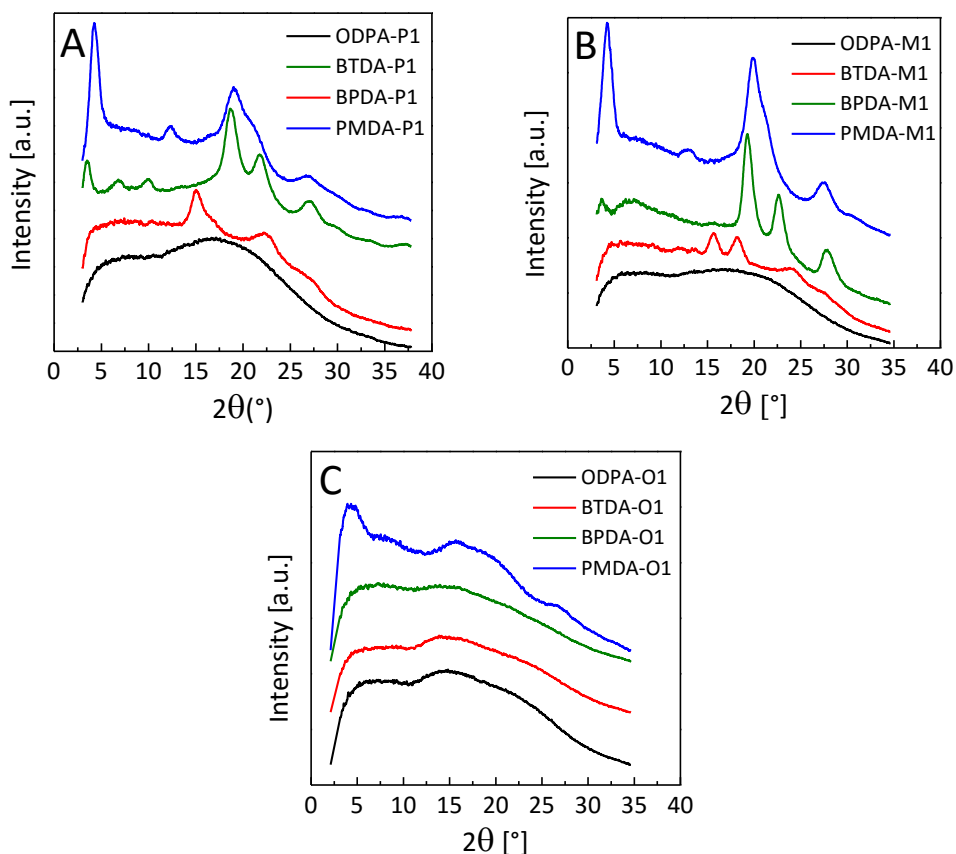 A
ODPA-P1
BTDA-P1
BPDA-P1
PMDA-P1
Intensity [a.u.]
0 5 10 15 20 25 30 35 40
2θ(°)
B
ODPA-M1
BTDA-M1
BPDA-M1
PMDA-M1
Intensity [a.u.]
0 5 10 15 20 25 30 35 40
2θ [°]
C
ODPA-O1
BTDA-O1
BPDA-O1
PMDA-O1
Intensity [a.u.]
0 5 10 15 20 25 30 35 40
2θ [°]